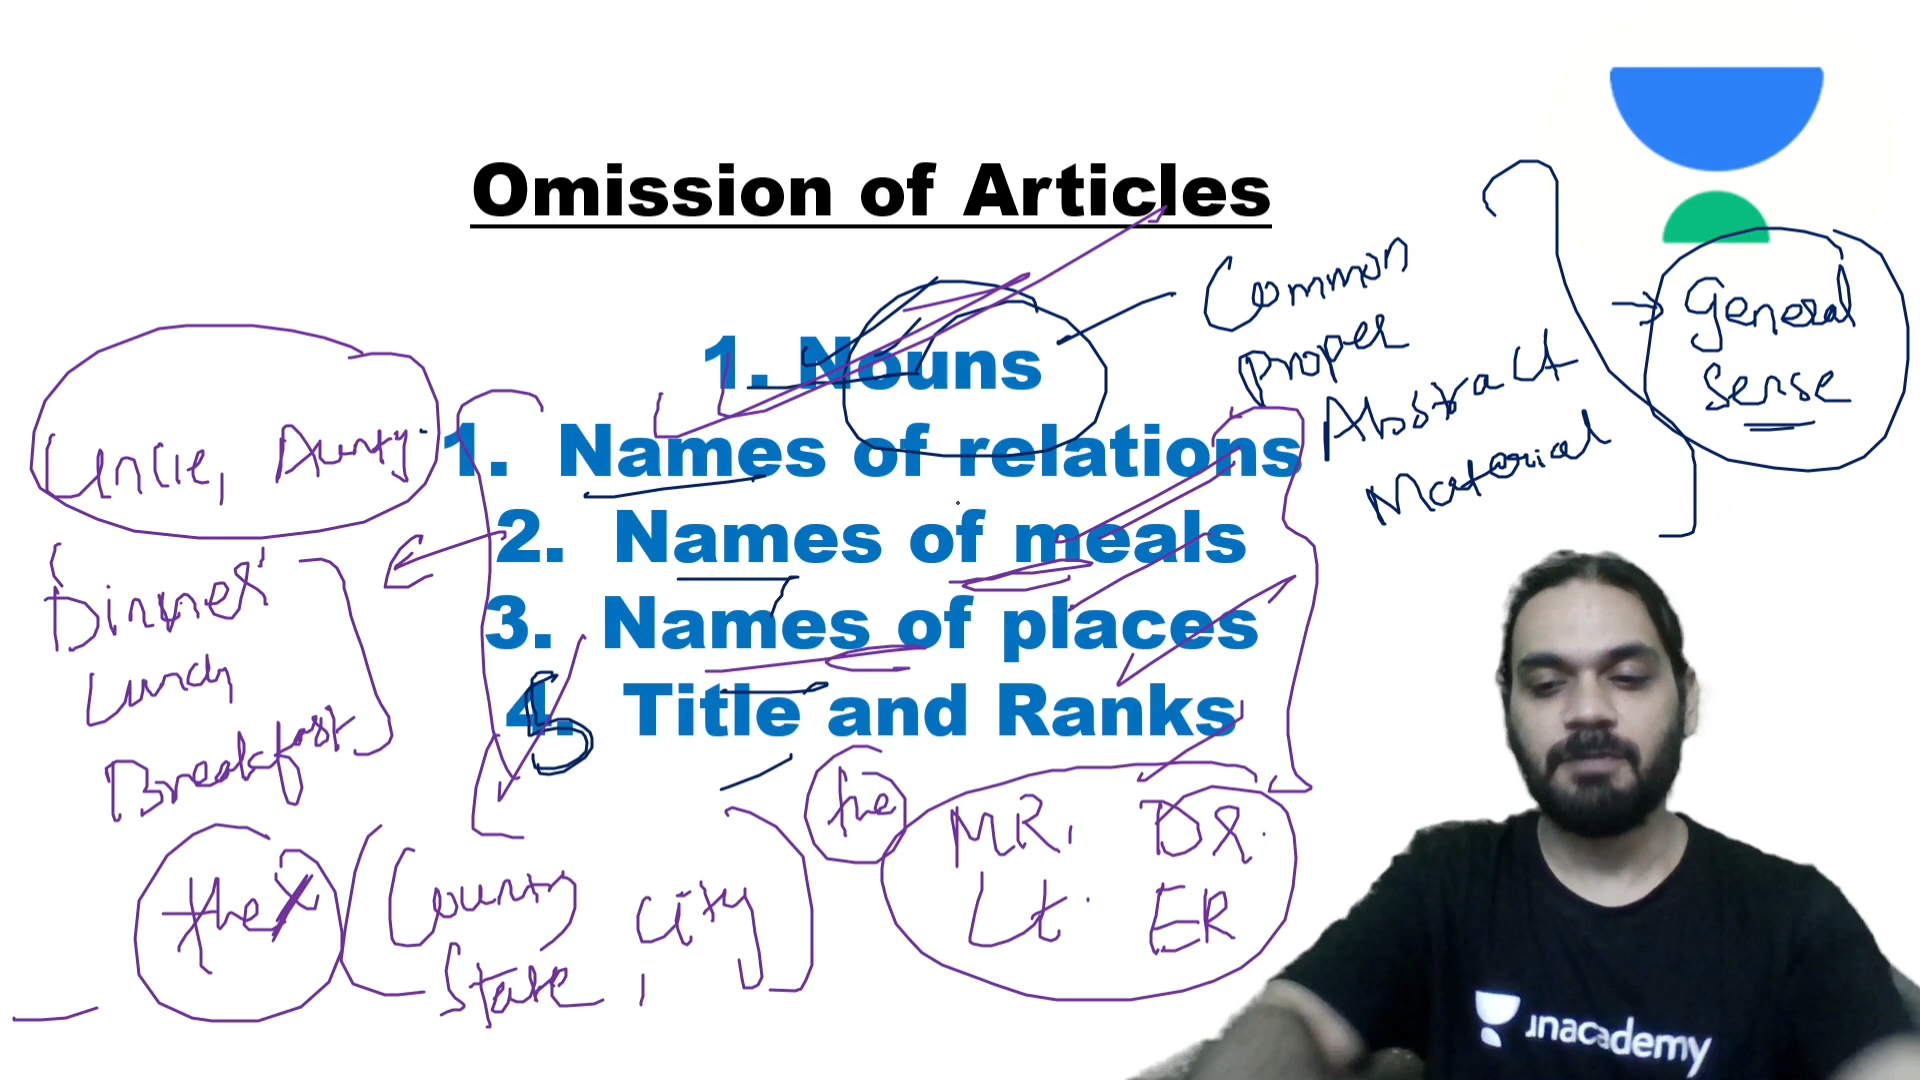 Omission of Articles
1. Nouns
1. Names of relations
2. Names of meals
3. Names of places
4. Title and Ranks
5
Common
Proper
Abstract
Material
General
Sense
Uncle, Aunty
Dinner
Lunch
Breakfast
the
Country
State, City
the
MR. DR.
Lt. ER
unacademy